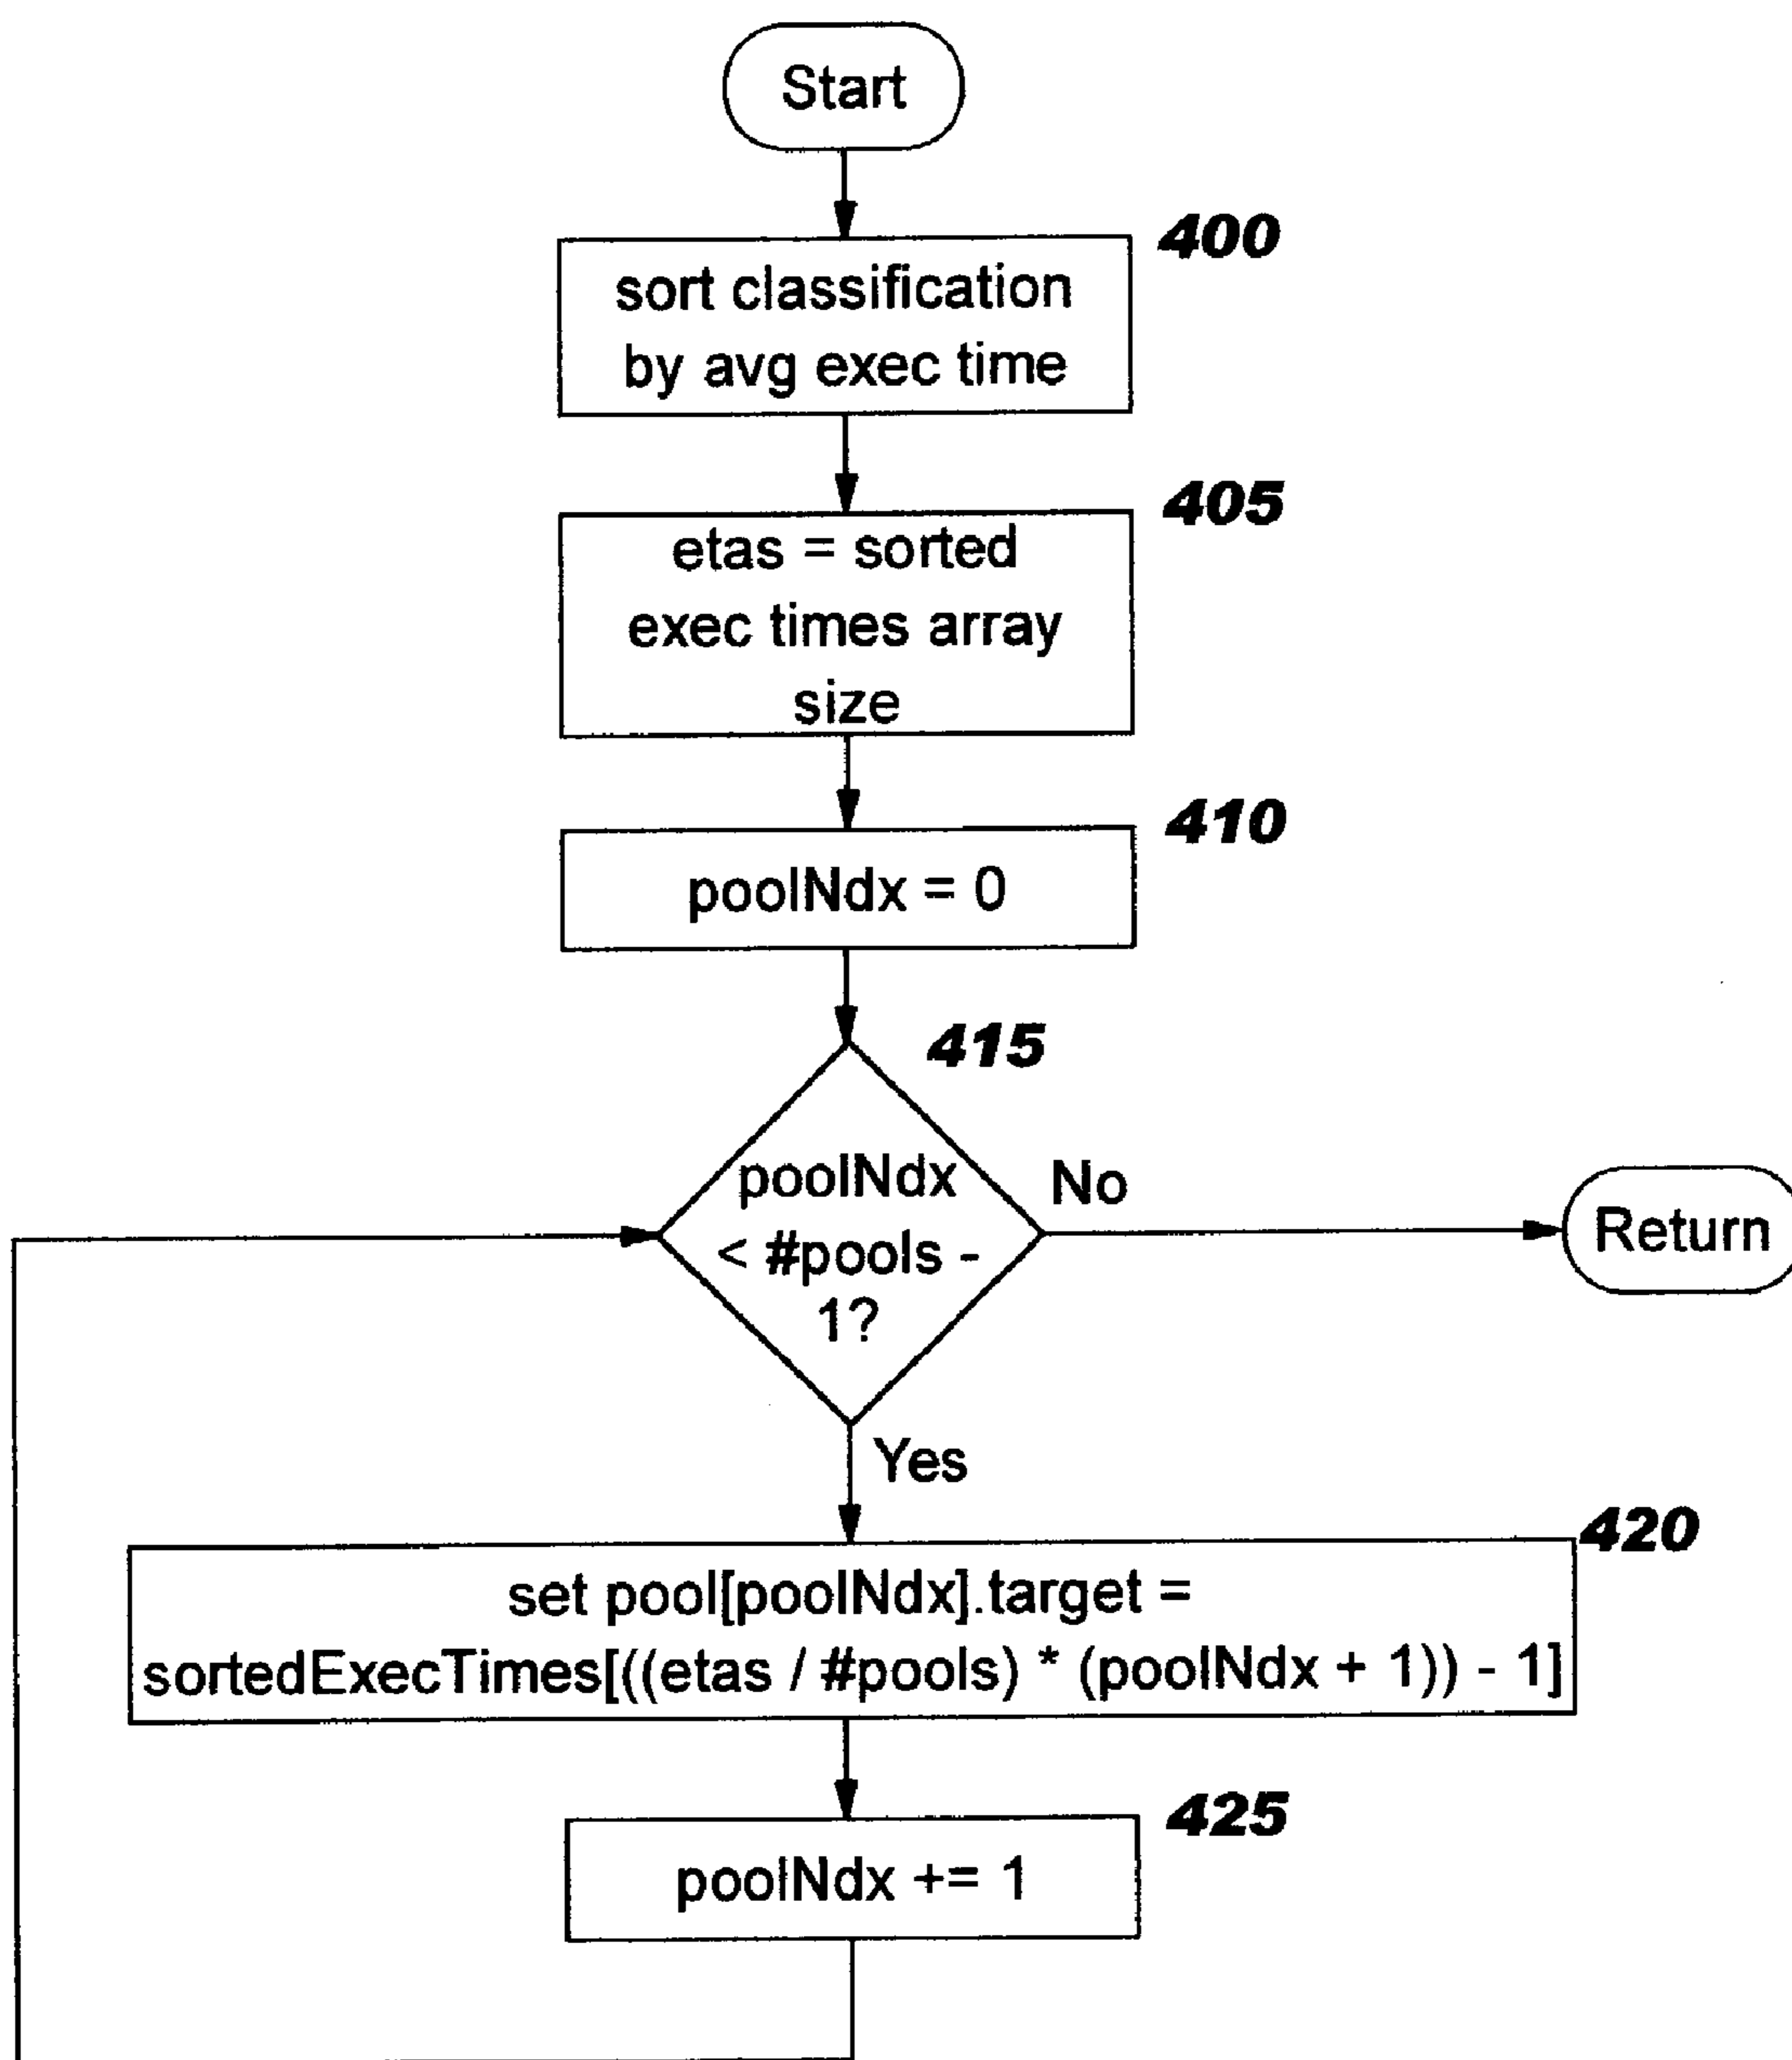 Start
400
sort classification
by avg exec time
405
etas = sorted
exec times array
size
410
poolNdx = 0
415
poolNdx
< #pools -
1?
No
Return
Yes
420
set pool[poolNdx].target =
sortedExecTimes[((etas / #pools) * (poolNdx + 1)) - 1]
425
poolNdx += 1